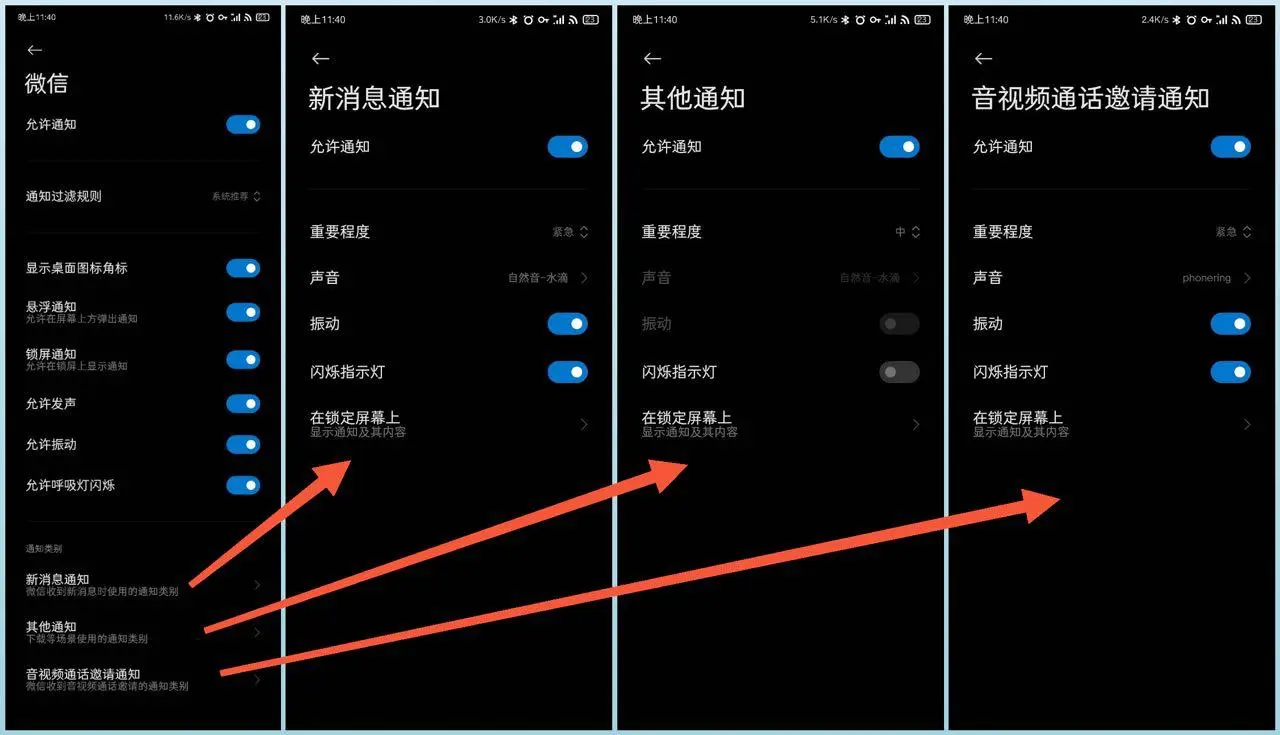 晚上11:40
11.6K/s
23
微信
允许通知
通知过滤规则
系统推荐
显示桌面图标角标
悬浮通知
允许在屏幕上方弹出通知
锁屏通知
允许在锁屏上显示通知
允许发声
允许振动
允许呼吸灯闪烁
通知类别
新消息通知
微信收到新消息时使用的通知类别
其他通知
下载等场景使用的通知类别
音视频通话邀请通知
微信收到音视频通话邀请的通知类别
晚上11:40
3.0K/s
23
新消息通知
允许通知
重要程度
紧急
声音
自然音-水滴
振动
闪烁指示灯
在锁定屏幕上
显示通知及其内容
晚上11:40
5.1K/s
23
其他通知
允许通知
重要程度
中
声音
自然音-水滴
振动
闪烁指示灯
在锁定屏幕上
显示通知及其内容
晚上11:40
2.4K/s
23
音视频通话邀请通知
允许通知
重要程度
紧急
声音
phonering
振动
闪烁指示灯
在锁定屏幕上
显示通知及其内容